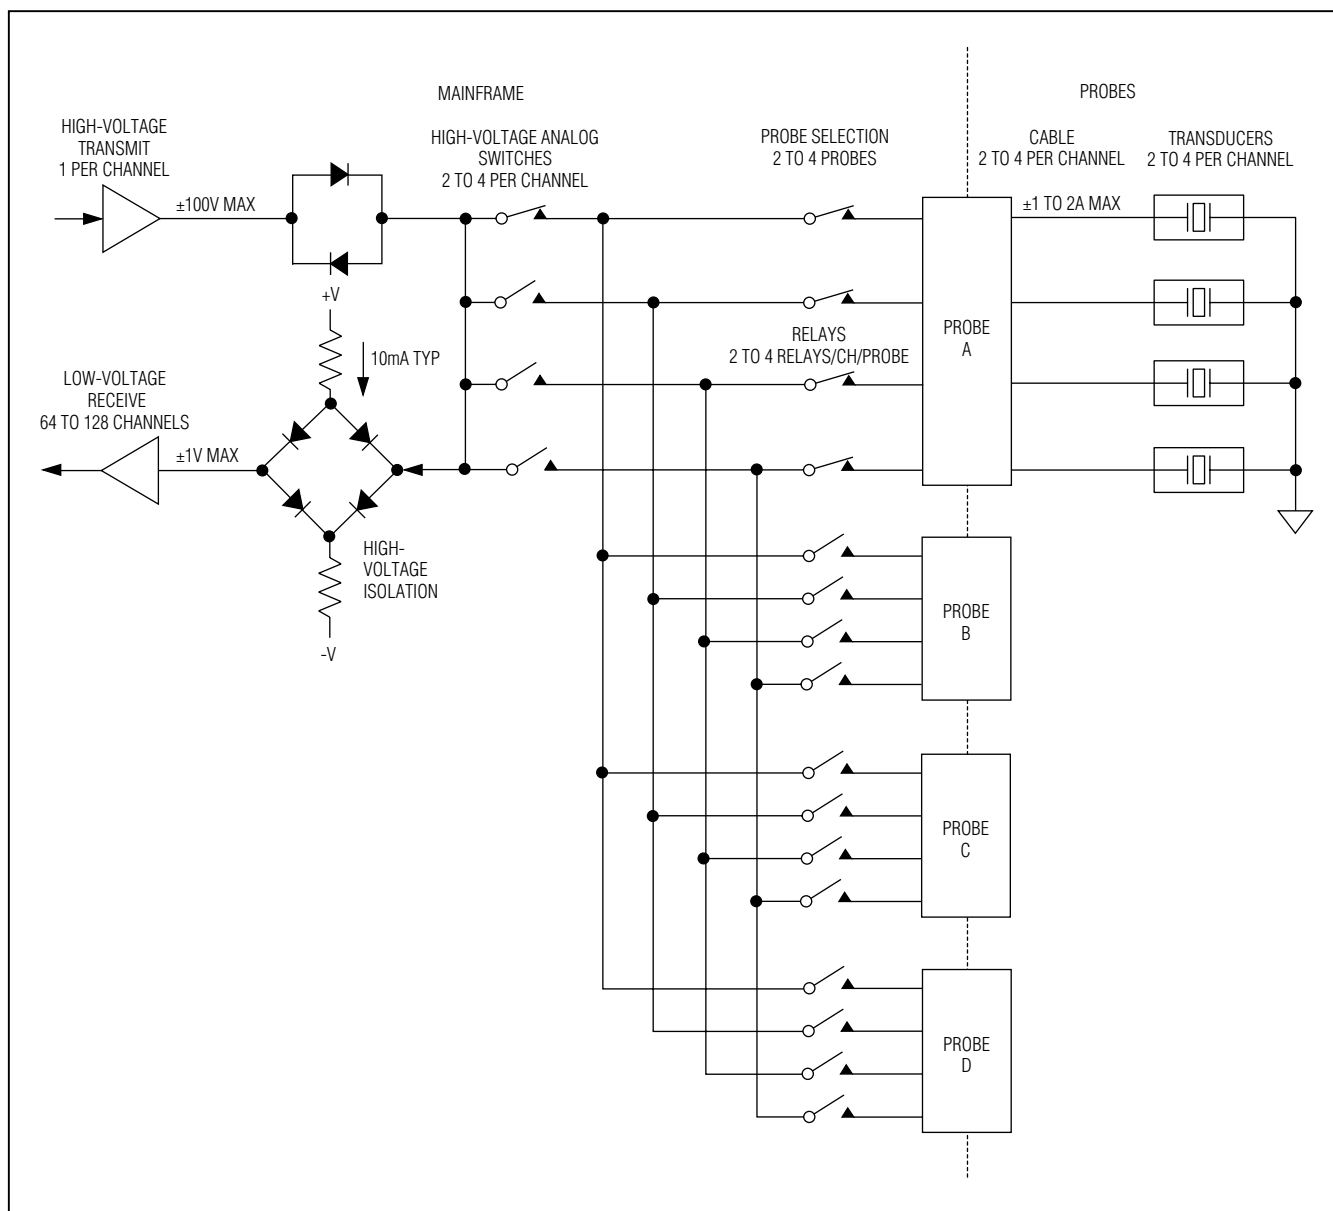 MAINFRAME
PROBES
HIGH-VOLTAGE
TRANSMIT
1 PER CHANNEL
HIGH-VOLTAGE ANALOG
SWITCHES
2 TO 4 PER CHANNEL
PROBE SELECTION
2 TO 4 PROBES
CABLE
2 TO 4 PER CHANNEL
TRANSDUCERS
2 TO 4 PER CHANNEL
±100V MAX
±1 TO 2A MAX
+V
10mA TYP
RELAYS
2 TO 4 RELAYS/CH/PROBE
PROBE
A
LOW-VOLTAGE
RECEIVE
64 TO 128 CHANNELS
±1V MAX
HIGH-
VOLTAGE
ISOLATION
-V
PROBE
B
PROBE
C
PROBE
D